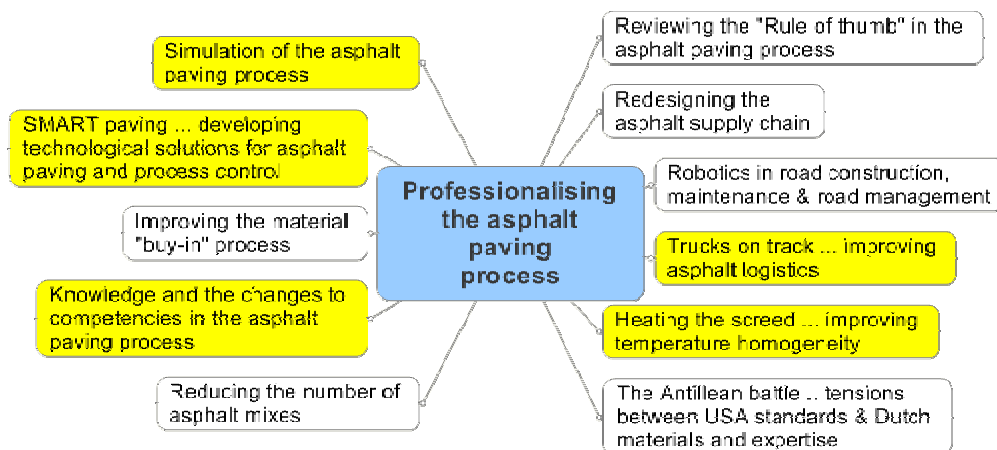 Simulation of the asphalt
paving process
SMART paving ... developing
technological solutions for asphalt
paving and process control
Improving the material
"buy-in" process
Knowledge and the changes to
competencies in the asphalt
paving process
Reducing the number of
asphalt mixes
Professionalising
the asphalt
paving
process
Reviewing the "Rule of thumb" in the
asphalt paving process
Redesigning the
asphalt supply chain
Robotics in road construction,
maintenance & road management
Trucks on track ... improving
asphalt logistics
Heating the screed ... improving
temperature homogeneity
The Antillean battle ... tensions
between USA standards & Dutch
materials and expertise